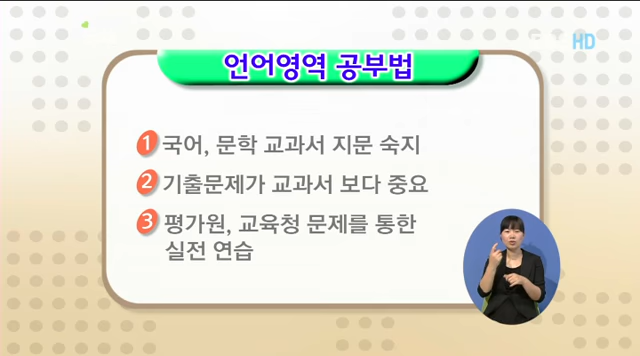 HD
언어영역 공부법
1 국어, 문학 교과서 지문 숙지
2 기출문제가 교과서 보다 중요
3 평가원, 교육청 문제를 통한
실전 연습